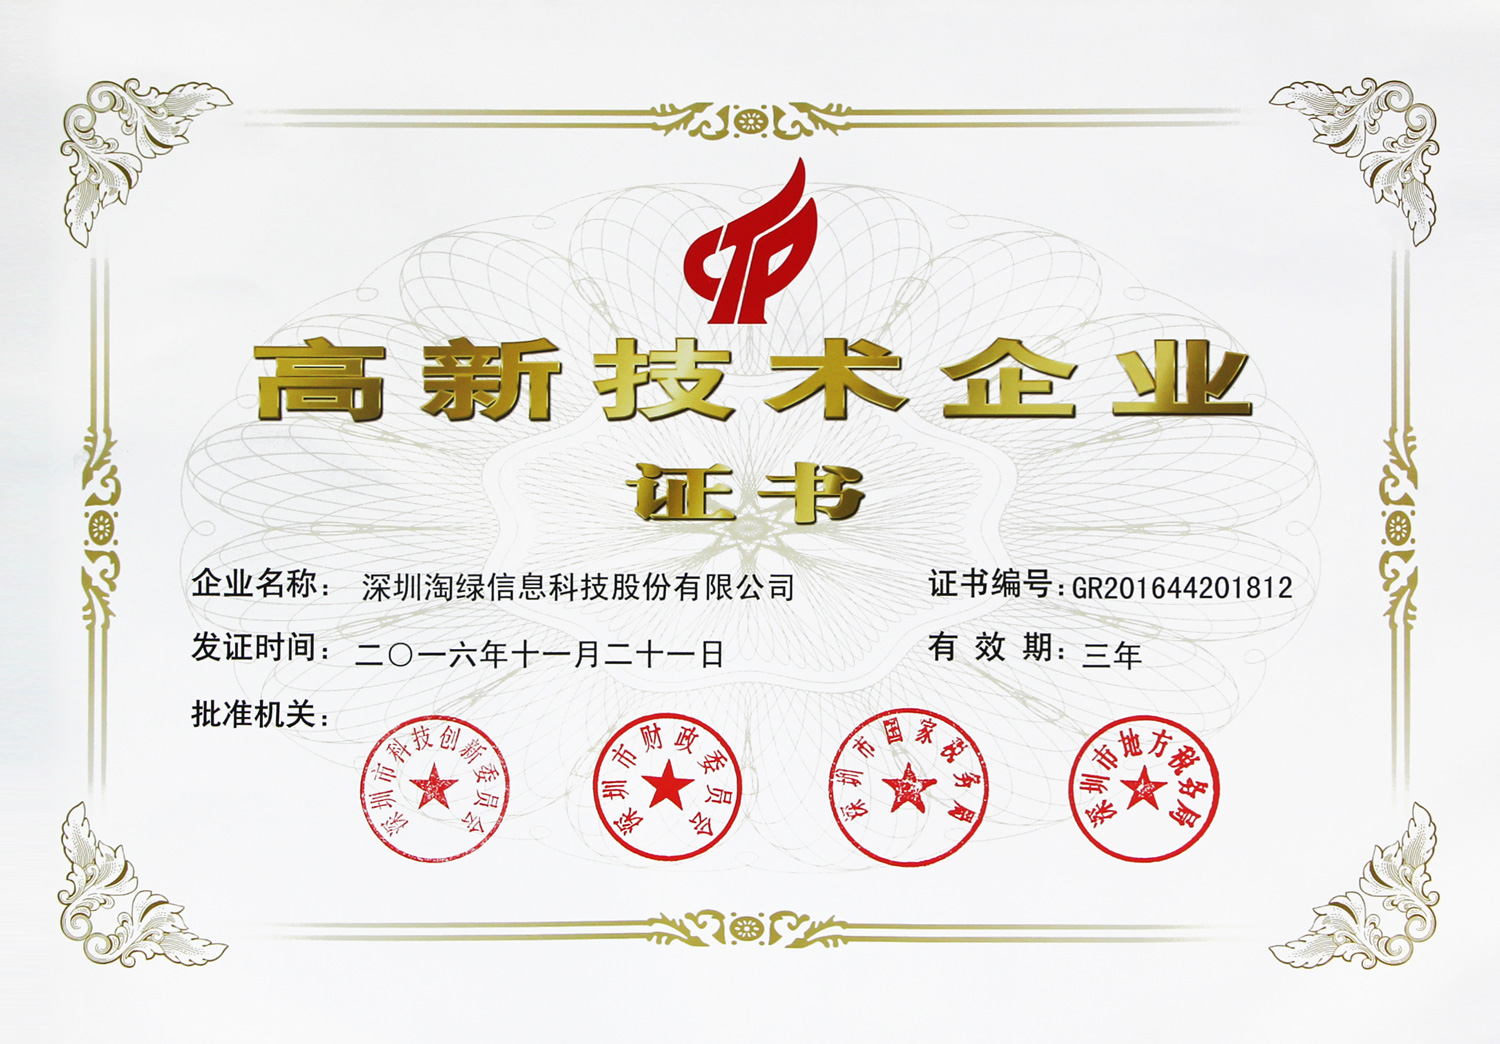 高新技术企业
证书
企业名称： 深圳淘绿信息科技股份有限公司
证书编号：GR201644201812
发证时间：二〇一六年十一月二十一日
有效期：三年
批准机关：
深圳市科技创新委员会
深圳市财政委员会
深圳市国家税务局
深圳市地方税务局